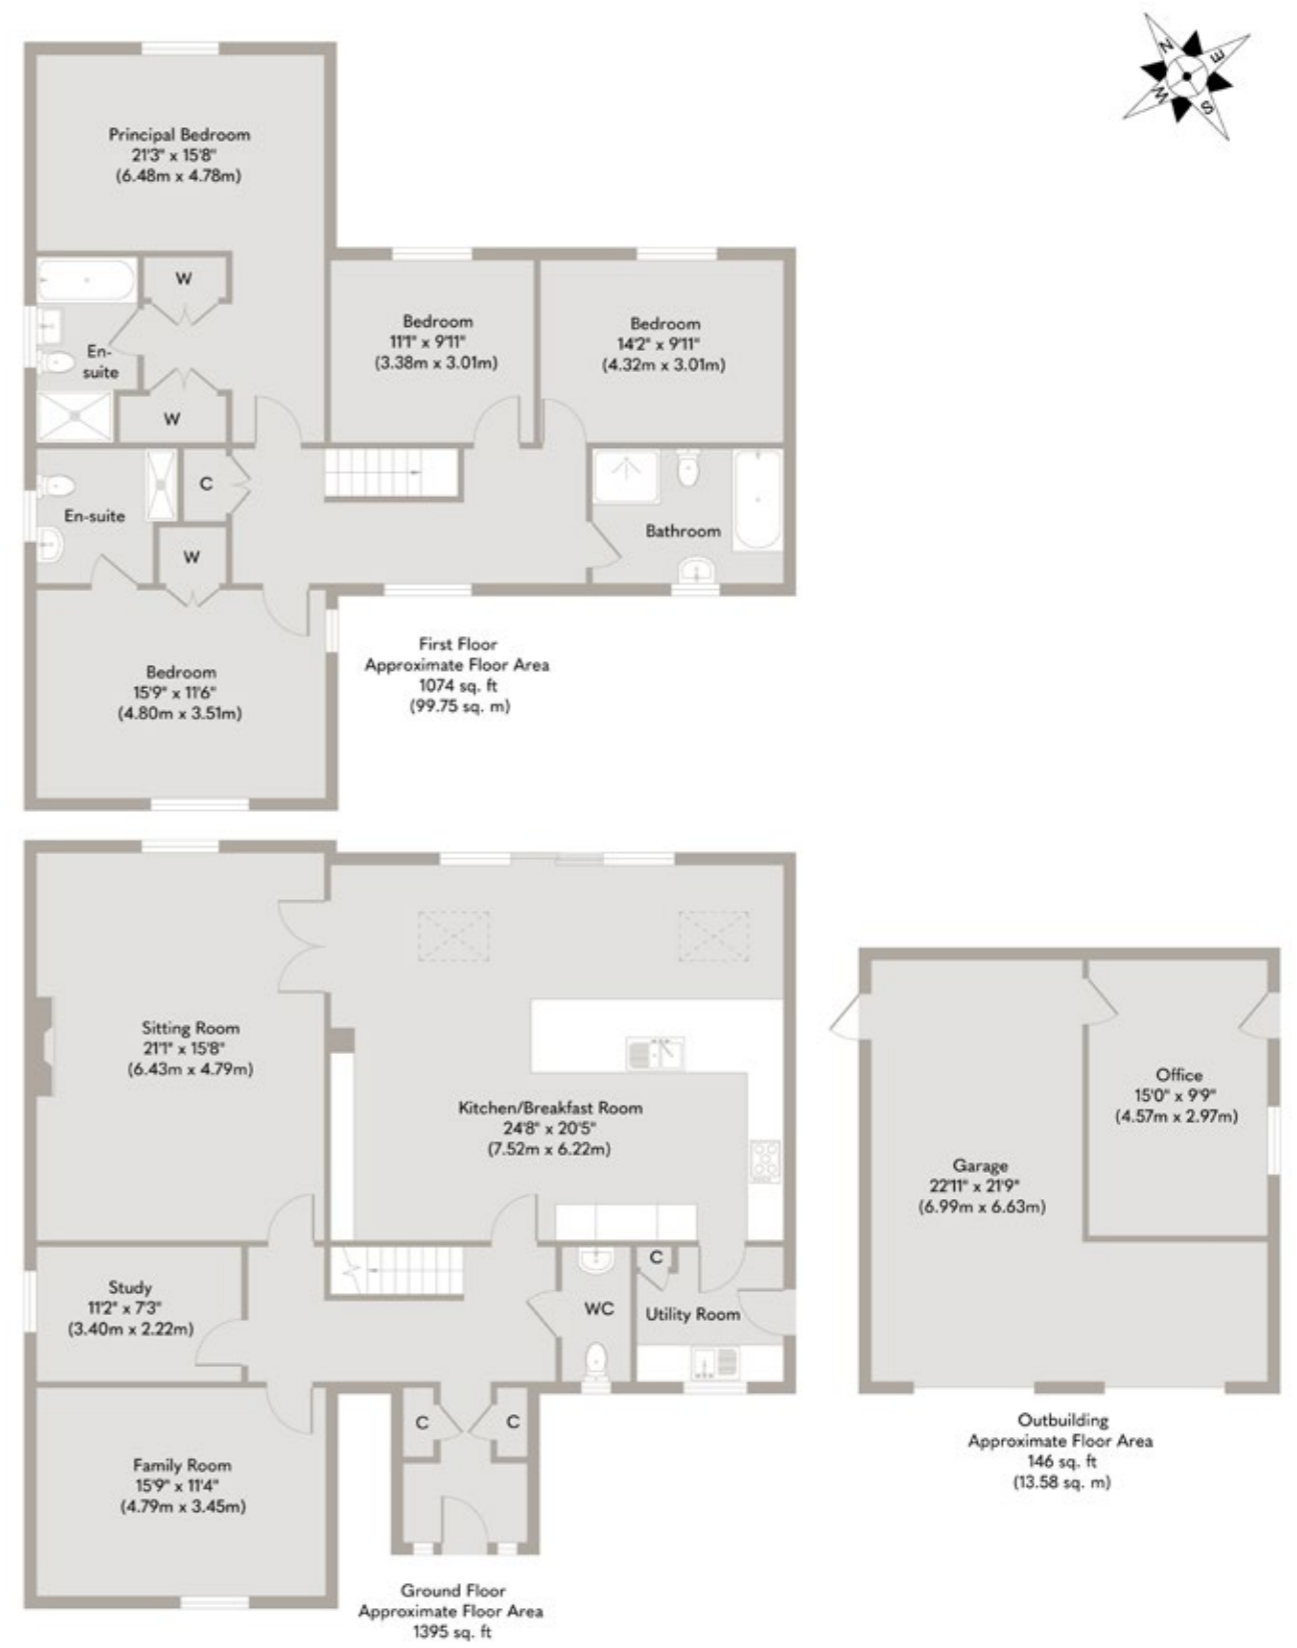 N
E
W
S
Principal Bedroom
21'3" x 15'8"
(6.48m x 4.78m)
W
En-
suite
W
Bedroom
11'1" x 9'11"
(3.38m x 3.01m)
Bedroom
14'2" x 9'11"
(4.32m x 3.01m)
C
En-suite
W
Bathroom
Bedroom
15'9" x 11'6"
(4.80m x 3.51m)
First Floor
Approximate Floor Area
1074 sq. ft
(99.75 sq. m)
Sitting Room
21'1" x 15'8"
(6.43m x 4.79m)
Kitchen/Breakfast Room
24'8" x 20'5"
(7.52m x 6.22m)
Office
15'0" x 9'9"
(4.57m x 2.97m)
Garage
22'11" x 21'9"
(6.99m x 6.63m)
Study
11'2" x 7'3"
(3.40m x 2.22m)
WC
C
Utility Room
C
C
Family Room
15'9" x 11'4"
(4.79m x 3.45m)
Outbuilding
Approximate Floor Area
146 sq. ft
(13.58 sq. m)
Ground Floor
Approximate Floor Area
1395 sq. ft